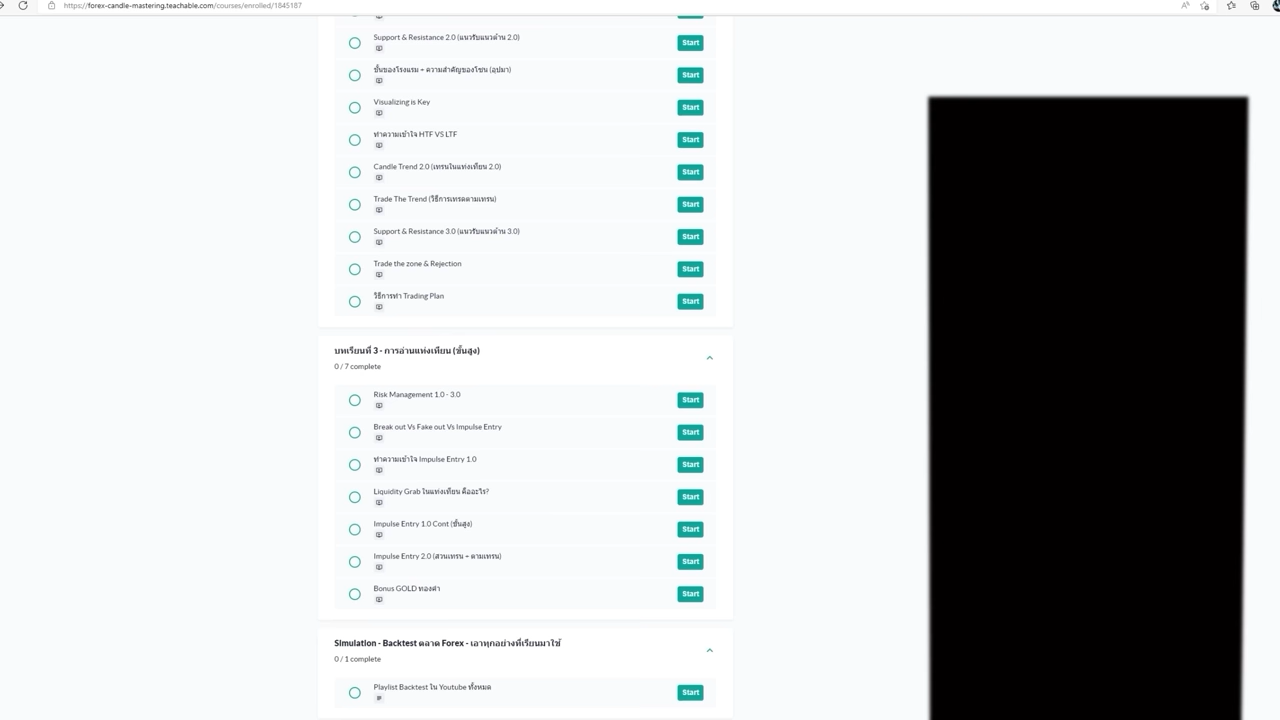 https://forex-candle-mastering.teachable.com/courses/enrolled/1845187
Support & Resistance 2.0 (แนวรับแนวต้าน 2.0)
Start
ชั้นของโรงแรม = ความสำคัญของโซน (อุปมา)
Start
Visualizing is Key
Start
ทำความเข้าใจ HTF VS LTF
Start
Candle Trend 2.0 (เทรนในแท่งเทียน 2.0)
Start
Trade The Trend (วิธีการเทรดตามเทรน)
Start
Support & Resistance 3.0 (แนวรับแนวต้าน 3.0)
Start
Trade the zone & Rejection
Start
วิธีการทำ Trading Plan
Start
บทเรียนที่ 3 - การอ่านแท่งเทียน (ขั้นสูง)
0 / 7 complete
Risk Management 1.0 - 3.0
Start
Break out Vs Fake out Vs Impulse Entry
Start
ทำความเข้าใจ Impulse Entry 1.0
Start
Liquidity Grab ในแท่งเทียน คืออะไร?
Start
Impulse Entry 1.0 Cont (ขั้นสูง)
Start
Impulse Entry 2.0 (สวนเทรน + ตามเทรน)
Start
Bonus GOLD ทองคำ
Start
Simulation - Backtest ตลาด Forex - เอาทุกอย่างที่เรียนมาใช้
0 / 1 complete
Playlist Backtest ใน Youtube ทั้งหมด
Start